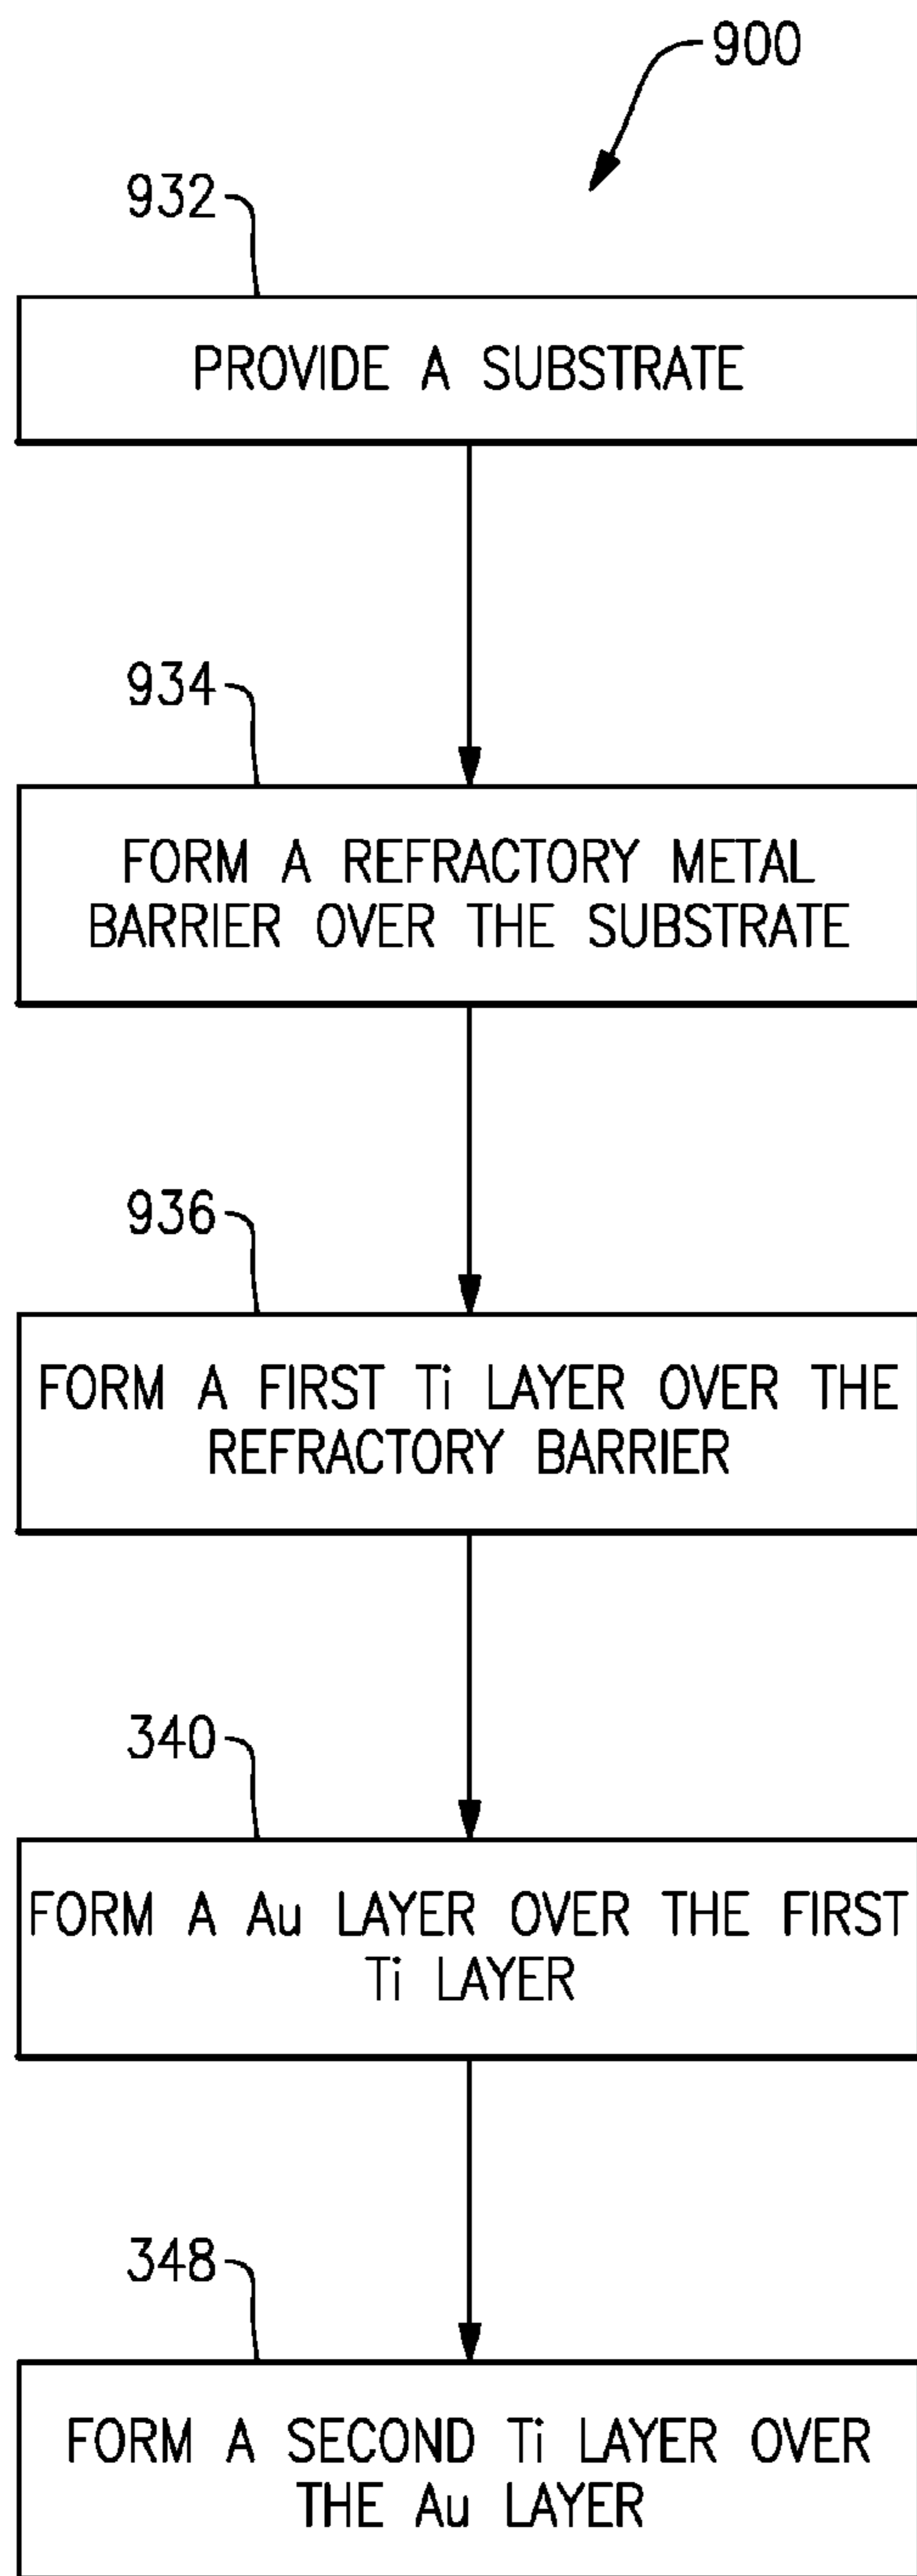 900
932
PROVIDE A SUBSTRATE
934
FORM A REFRACTORY METAL
BARRIER OVER THE SUBSTRATE
936
FORM A FIRST Ti LAYER OVER THE
REFRACTORY BARRIER
340
FORM A Au LAYER OVER THE FIRST
Ti LAYER
348
FORM A SECOND Ti LAYER OVER
THE Au LAYER